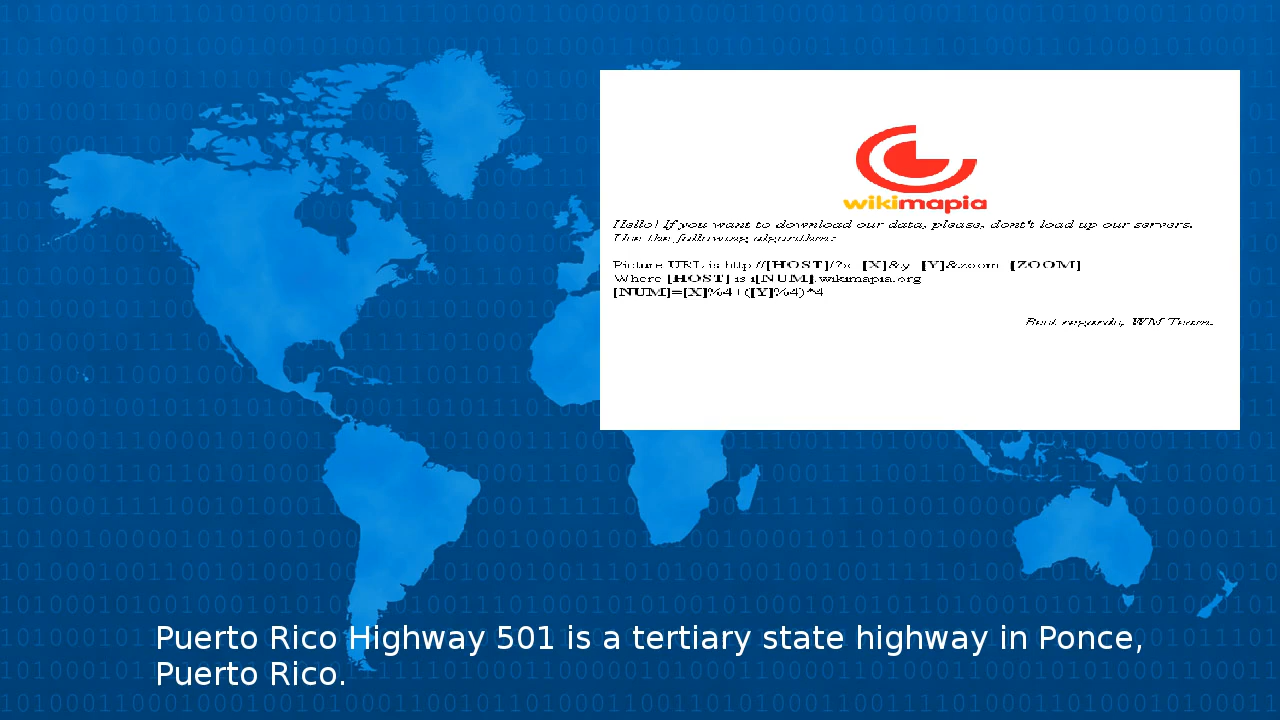 wikimapia
Hello! If you want to download our data, please, dont't load up our servers.
Use the following algorithm:
Picture URL is http://[HOST]/?x=[X]&y=[Y]&zoom=[ZOOM]
Where [HOST] is i[NUM].wikimapia.org
[NUM]=[X]%4+([Y]%4)*4
Best regards, WM Team.
Puerto Rico Highway 501 is a tertiary state highway in Ponce,
Puerto Rico.